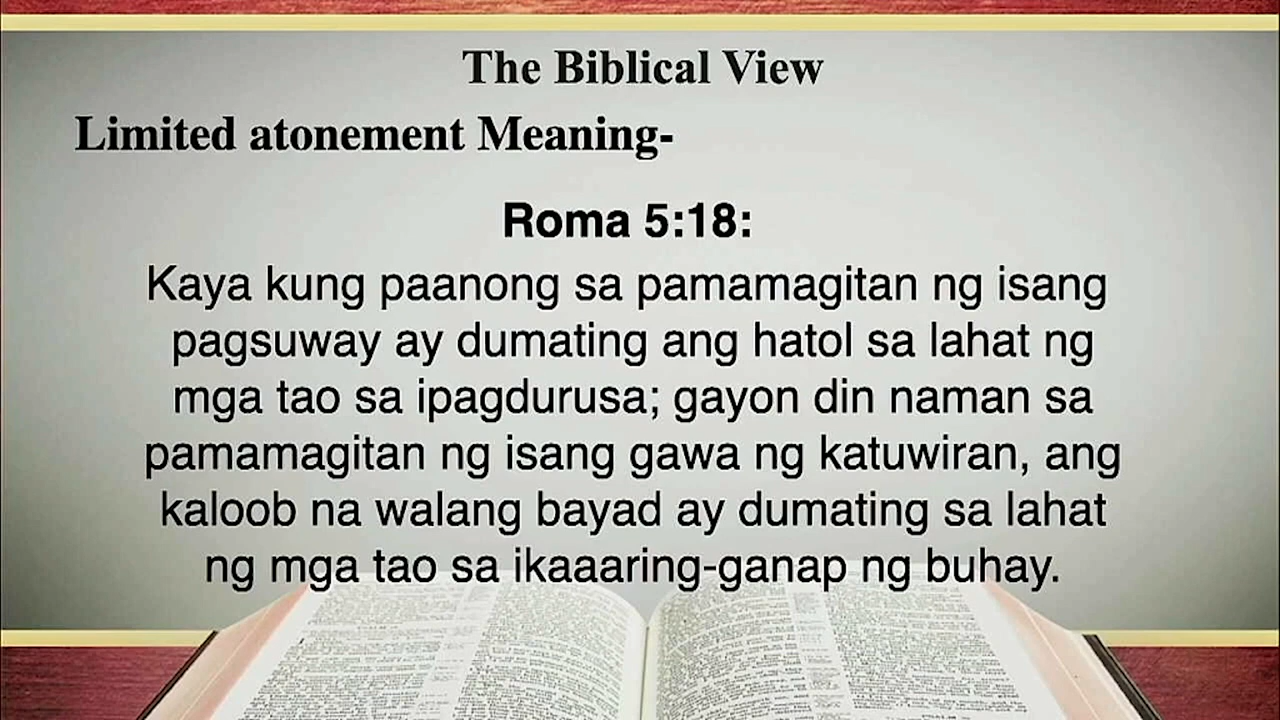 The Biblical View
Limited atonement Meaning-
Roma 5:18:
Kaya kung paanong sa pamamagitan ng isang
pagsuway ay dumating ang hatol sa lahat ng
mga tao sa ipagdurusa; gayon din naman sa
pamamagitan ng isang gawa ng katuwiran, ang
kaloob na walang bayad ay dumating sa lahat
ng mga tao sa ikaaaring-ganap ng buhay.